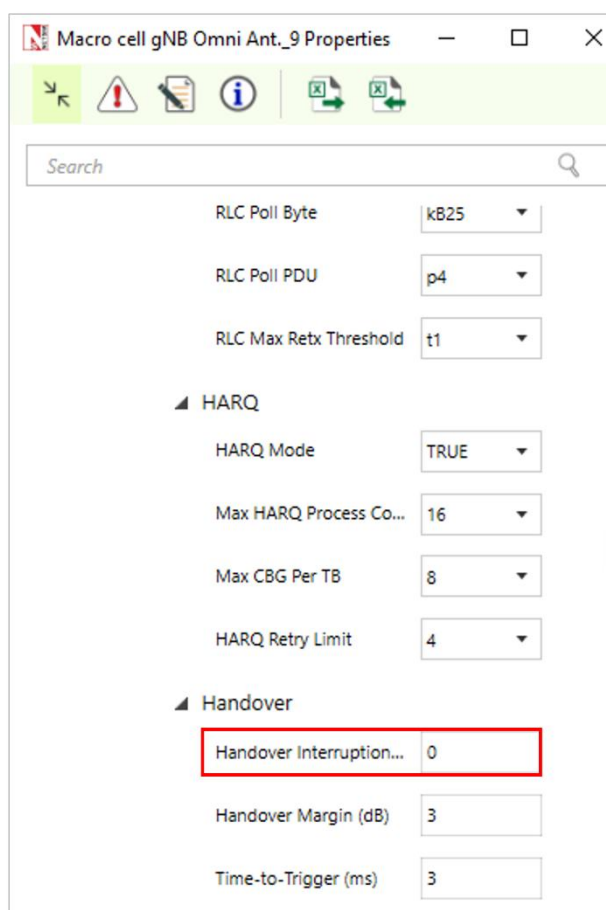 Macro cell gNB Omni Ant._9 Properties
Search
RLC Poll Byte kB25
RLC Poll PDU p4
RLC Max Retx Threshold t1
HARQ
HARQ Mode TRUE
Max HARQ Process Co... 16
Max CBG Per TB 8
HARQ Retry Limit 4
Handover
Handover Interruption... 0
Handover Margin (dB) 3
Time-to-Trigger (ms) 3